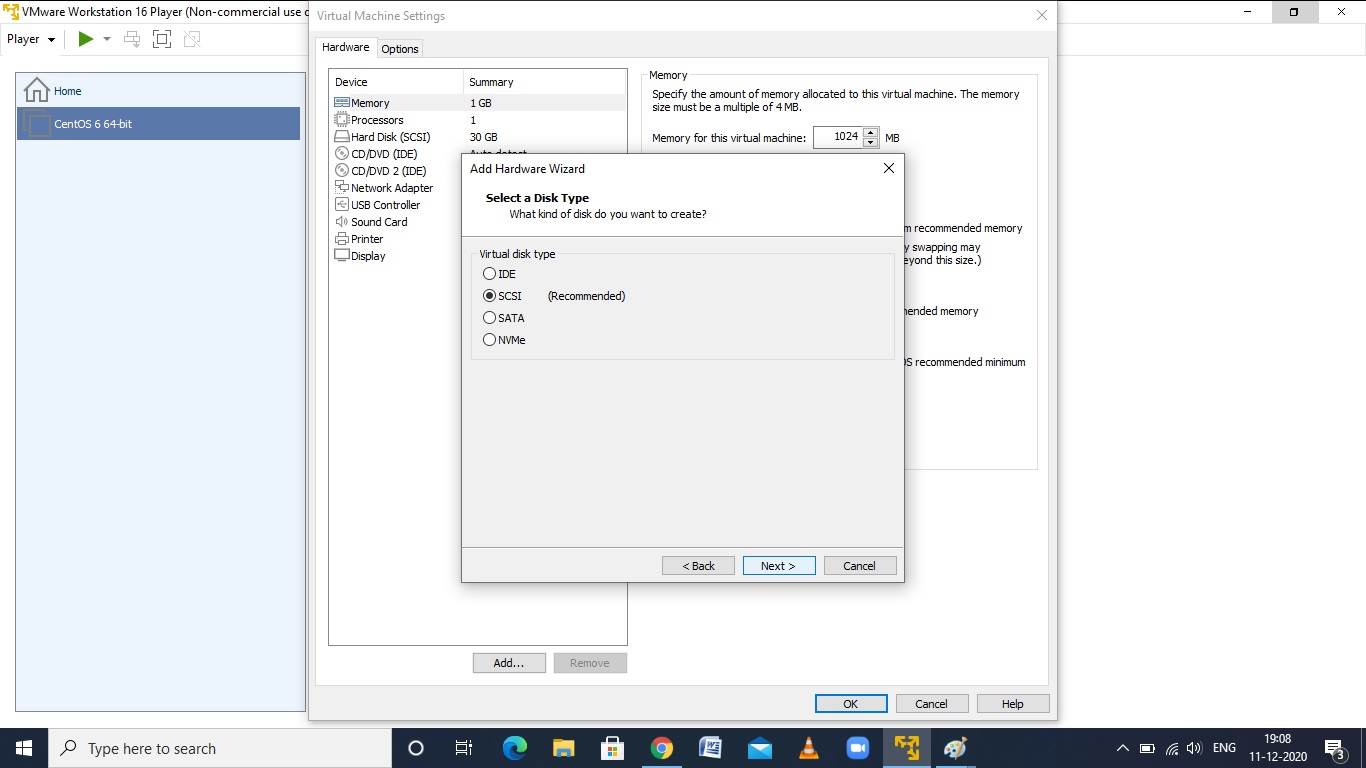 VMware Workstation 16 Player (Non-commercial use o
Player
Home
CentOS 6 64-bit
Virtual Machine Settings
Hardware Options
Device Summary
Memory 1 GB
Processors 1
Hard Disk (SCSI) 30 GB
CD/DVD (IDE) Auto detect
CD/DVD 2 (IDE)
Network Adapter
USB Controller
Sound Card
Printer
Display
Memory
Specify the amount of memory allocated to this virtual machine. The memory
size must be a multiple of 4 MB.
Memory for this virtual machine: 1024 MB
m recommended memory
y swapping may
eyond this size.)
mended memory
OS recommended minimum
Add Hardware Wizard
Select a Disk Type
What kind of disk do you want to create?
Virtual disk type
IDE
SCSI (Recommended)
SATA
NVMe
< Back Next > Cancel
Add... Remove
OK Cancel Help
Type here to search
ENG
19:08
11-12-2020
3